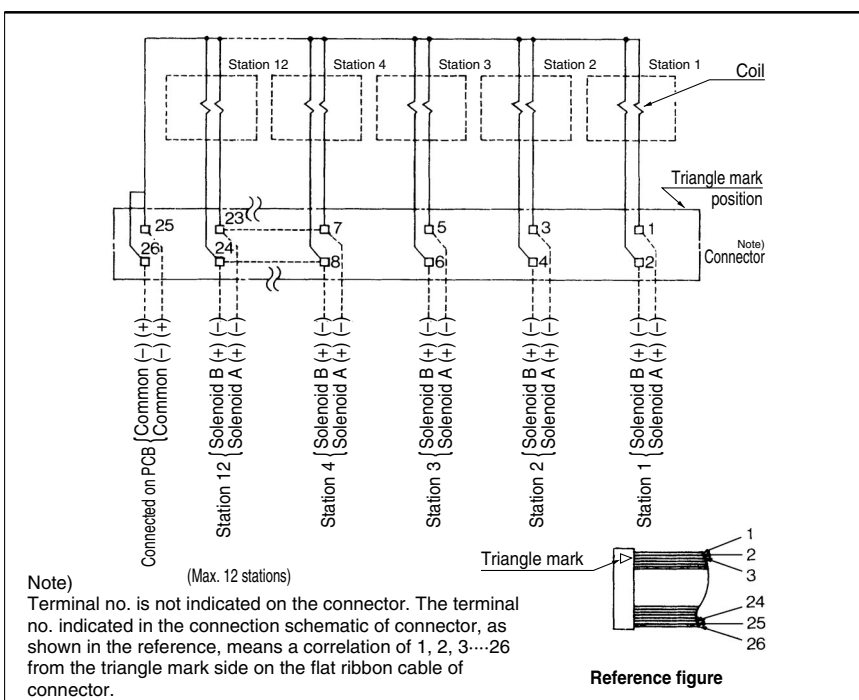 Station 12
Station 4
Station 3
Station 2
Station 1
Coil
Triangle mark
position
25
23
7
5
3
1
Note)
Connector
26
24
8
6
4
2
Connected on PCB
Common (−) (+)
Common (−) (+)
Station 12
Solenoid B (+) (−)
Solenoid A (+) (−)
Station 4
Solenoid B (+) (−)
Solenoid A (+) (−)
Station 3
Solenoid B (+) (−)
Solenoid A (+) (−)
Station 2
Solenoid B (+) (−)
Solenoid A (+) (−)
Station 1
Solenoid B (+) (−)
Solenoid A (+) (−)
(Max. 12 stations)
Note)
Terminal no. is not indicated on the connector. The terminal
no. indicated in the connection schematic of connector, as
shown in the reference, means a correlation of 1, 2, 3····26
from the triangle mark side on the flat ribbon cable of
connector.
Triangle mark
1
2
3
24
25
26
Reference figure